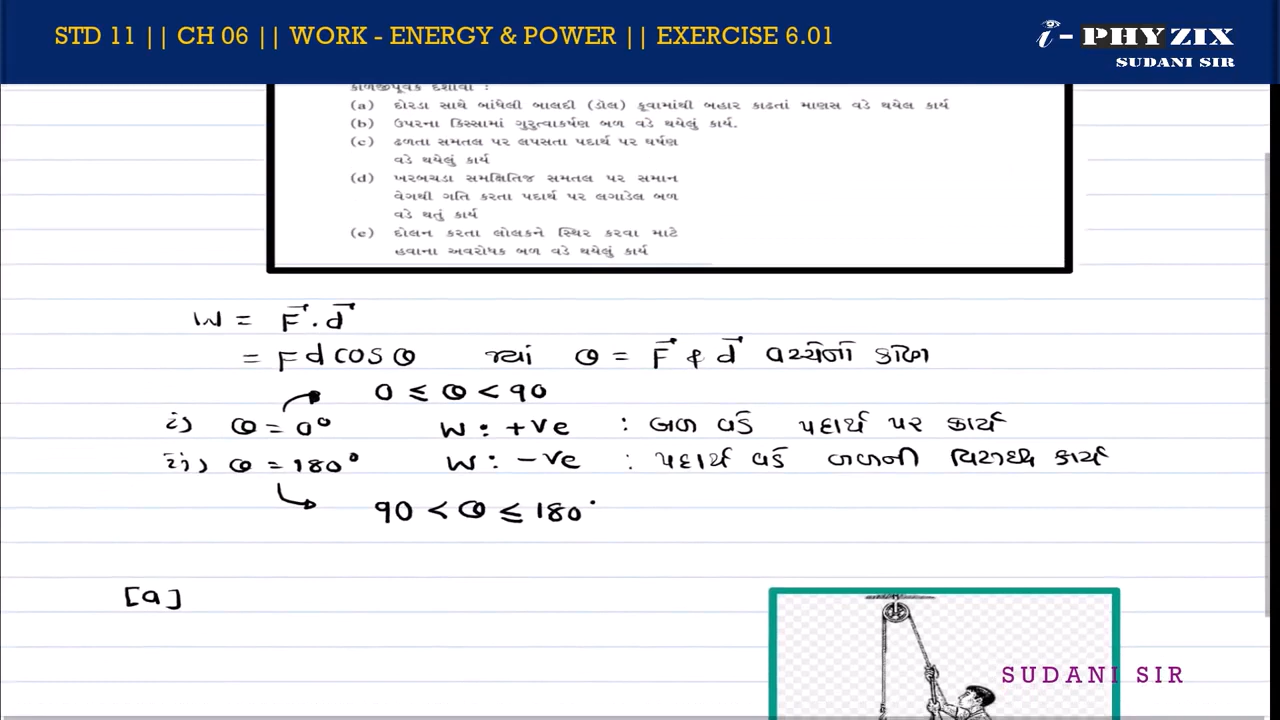 STD 11 || CH 06 || WORK - ENERGY & POWER || EXERCISE 6.01
i - PHYZIX
SUDANI SIR
કાળજીપૂર્વક દર્શાવો :
(a) દોરડા સાથે બાંધેલી બાલદી (ડોલ) કૂવામાંથી બહાર કાઢતાં માણસ વડે થયેલ કાર્ય
(b) ઉપરના કિસ્સામાં ગુરુત્વાકર્ષણ બળ વડે થયેલું કાર્ય.
(c) ઢળતા સમતલ પર લપસતા પદાર્થ પર ઘર્ષણ
વડે થયેલું કાર્ય
(d) ખરબચડા સમક્ષિતિજ સમતલ પર સમાન
વેગથી ગતિ કરતા પદાર્થ પર લગાડેલ બળ
વડે થતું કાર્ય
(e) દોલન કરતા લોલકને સ્થિર કરવા માટે
હવાના અવરોધક બળ વડે થયેલું કાર્ય
W = F⃗ . d⃗
= F d cos θ જ્યાં θ = F⃗ & d⃗ વચ્ચેનો કોણ
0 ≤ θ < 90
i) θ = 0° W : +ve : બળ વડે પદાર્થ પર કાર્ય
ii) θ = 180° W : -ve : પદાર્થ વડે બળની વિરુદ્ધ કાર્ય
90 < θ ≤ 180°
[a]
SUDANI SIR